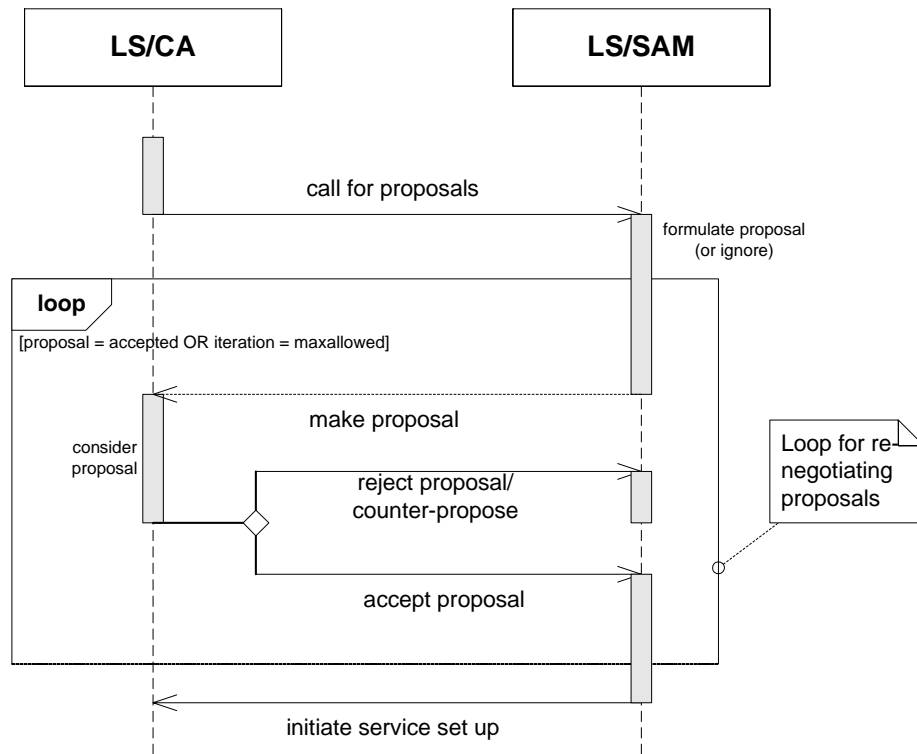 LS/CA
LS/SAM
call for proposals
formulate proposal
(or ignore)
loop
[proposal = accepted OR iteration = maxallowed]
make proposal
consider
proposal
reject proposal/
counter-propose
Loop for re-
negotiating
proposals
accept proposal
initiate service set up